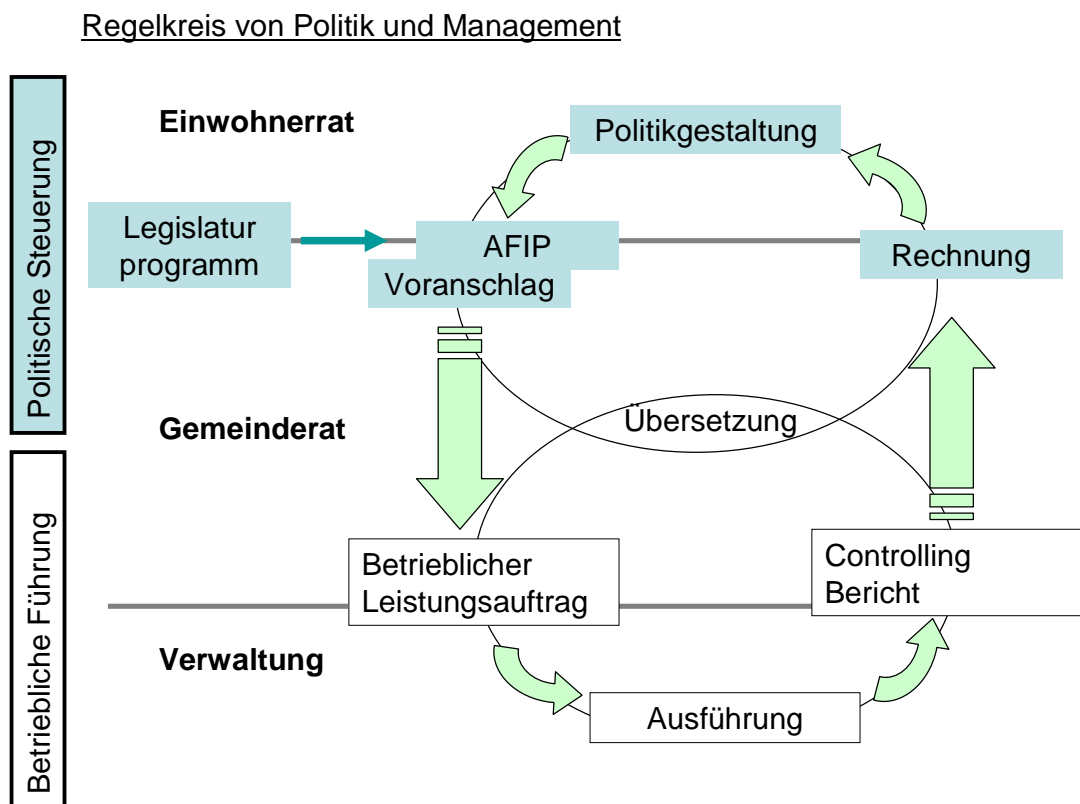 Regelkreis von Politik und Management
Politische Steuerung
Einwohnerrat
Politikgestaltung
Legislatur
programm
AFIP
Voranschlag
Rechnung
Gemeinderat
Übersetzung
Betriebliche Führung
Betrieblicher
Leistungsauftrag
Controlling
Bericht
Verwaltung
Ausführung